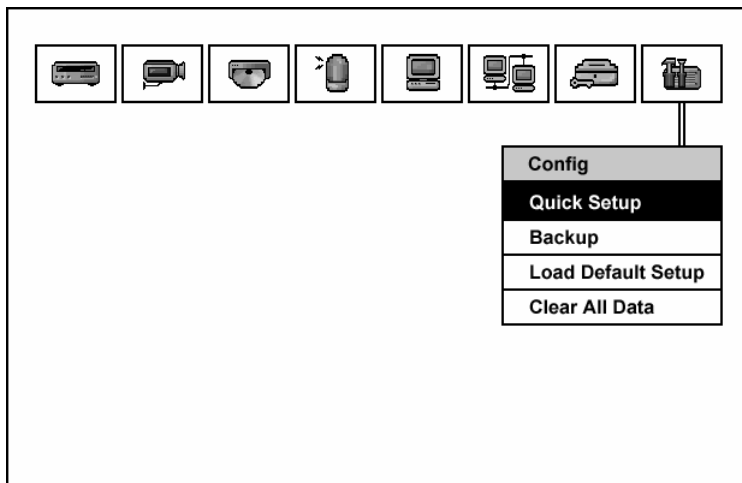 Config
Quick Setup
Backup
Load Default Setup
Clear All Data